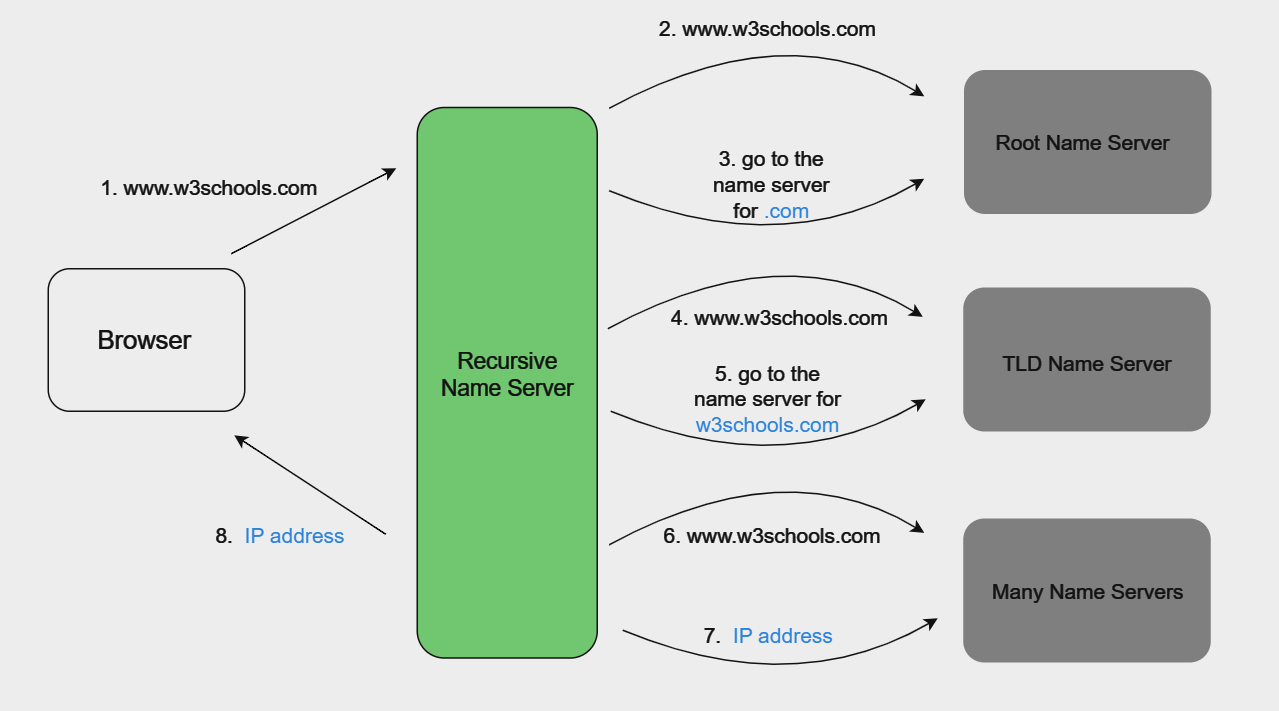 2. www.w3schools.com
Root Name Server
3. go to the
name server
for .com
1. www.w3schools.com
Browser
Recursive
Name Server
4. www.w3schools.com
TLD Name Server
5. go to the
name server for
w3schools.com
6. www.w3schools.com
8. IP address
Many Name Servers
7. IP address